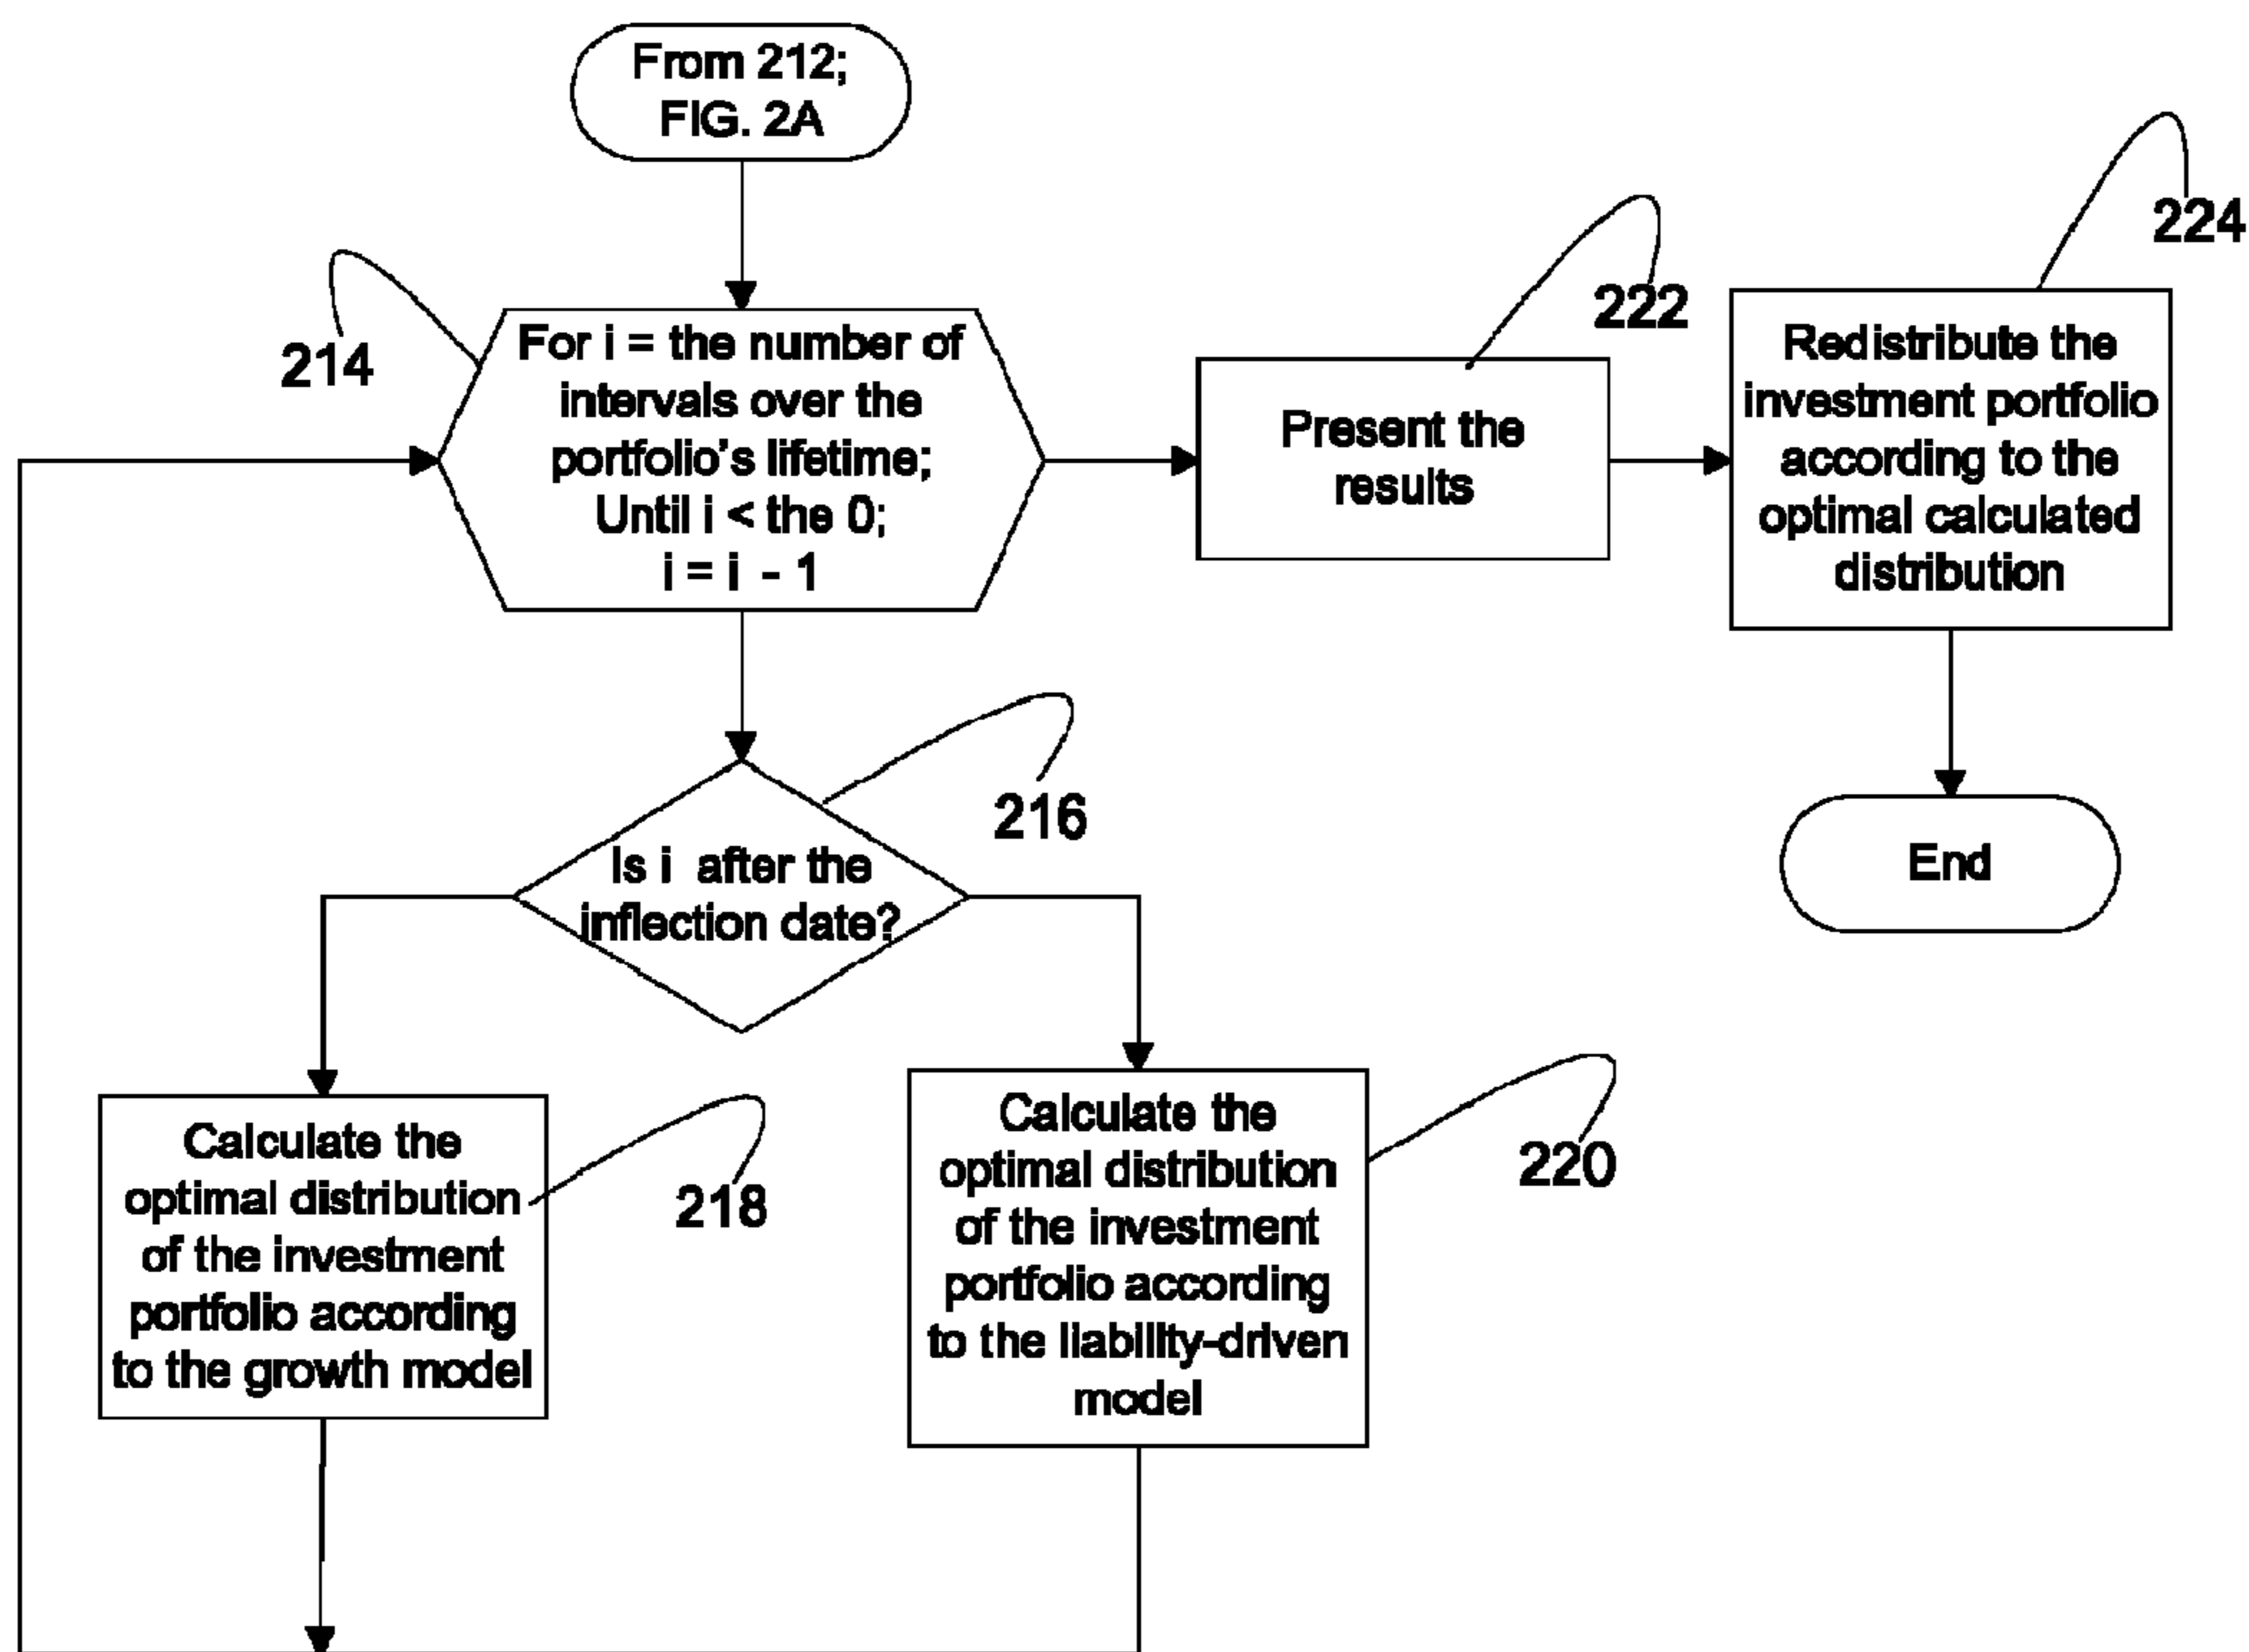 From 212;
FIG. 2A
214
For i = the number of
intervals over the
portfolio's lifetime;
Until i < the 0;
i = i - 1
222
Present the
results
224
Redistribute the
investment portfolio
according to the
optimal calculated
distribution
End
216
Is i after the
inflection date?
218
Calculate the
optimal distribution
of the investment
portfolio according
to the growth model
220
Calculate the
optimal distribution
of the investment
portfolio according
to the liability-driven
model